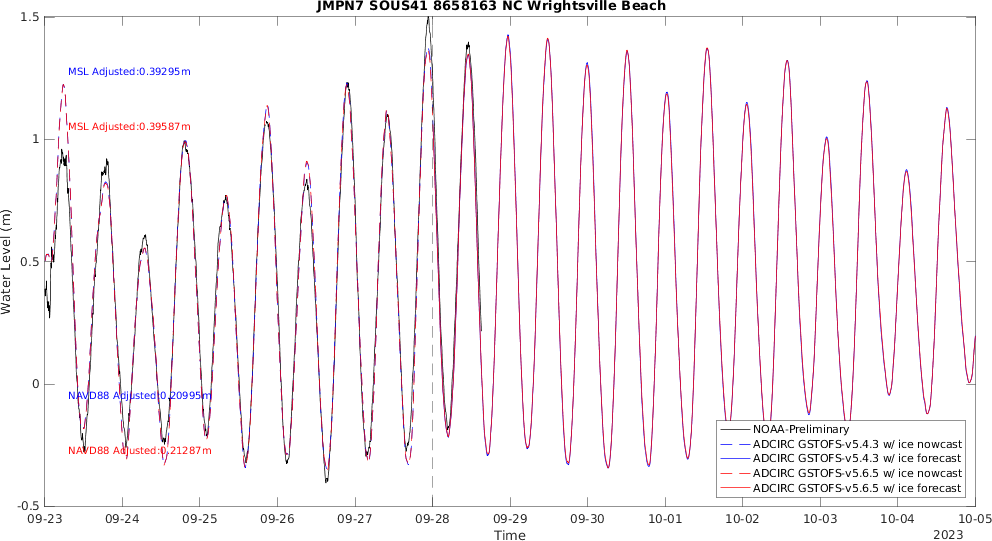 JMPN7 SOUS41 8658163 NC Wrightsville Beach
1.5
1
0.5
0
-0.5
Water Level (m)
MSL Adjusted:0.39295m
MSL Adjusted:0.39587m
NAVD88 Adjusted:0.20995m
NAVD88 Adjusted:0.21287m
NOAA-Preliminary
ADCIRC GSTOFS-v5.4.3 w/ ice nowcast
ADCIRC GSTOFS-v5.4.3 w/ ice forecast
ADCIRC GSTOFS-v5.6.5 w/ ice nowcast
ADCIRC GSTOFS-v5.6.5 w/ ice forecast
09-23 09-24 09-25 09-26 09-27 09-28 09-29 09-30 10-01 10-02 10-03 10-04 10-05
Time
2023